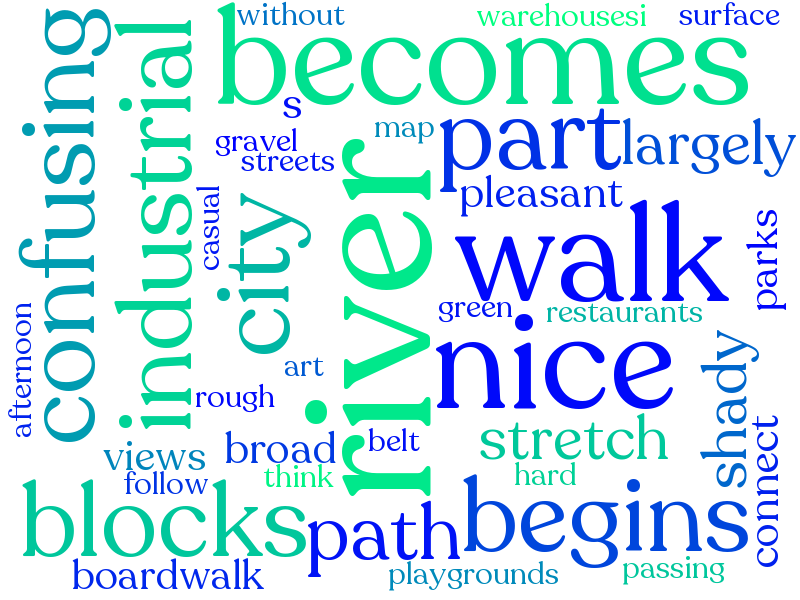 without
warehousesi
surface
confusing
industrial
becomes
s
map
part
largely
gravel
streets
pleasant
casual
city
river
walk
parks
green
restaurants
afternoon
art
nice
shady
rough
views
broad
belt
stretch
think
hard
follow
connect
blocks
path
begins
boardwalk
playgrounds
passing